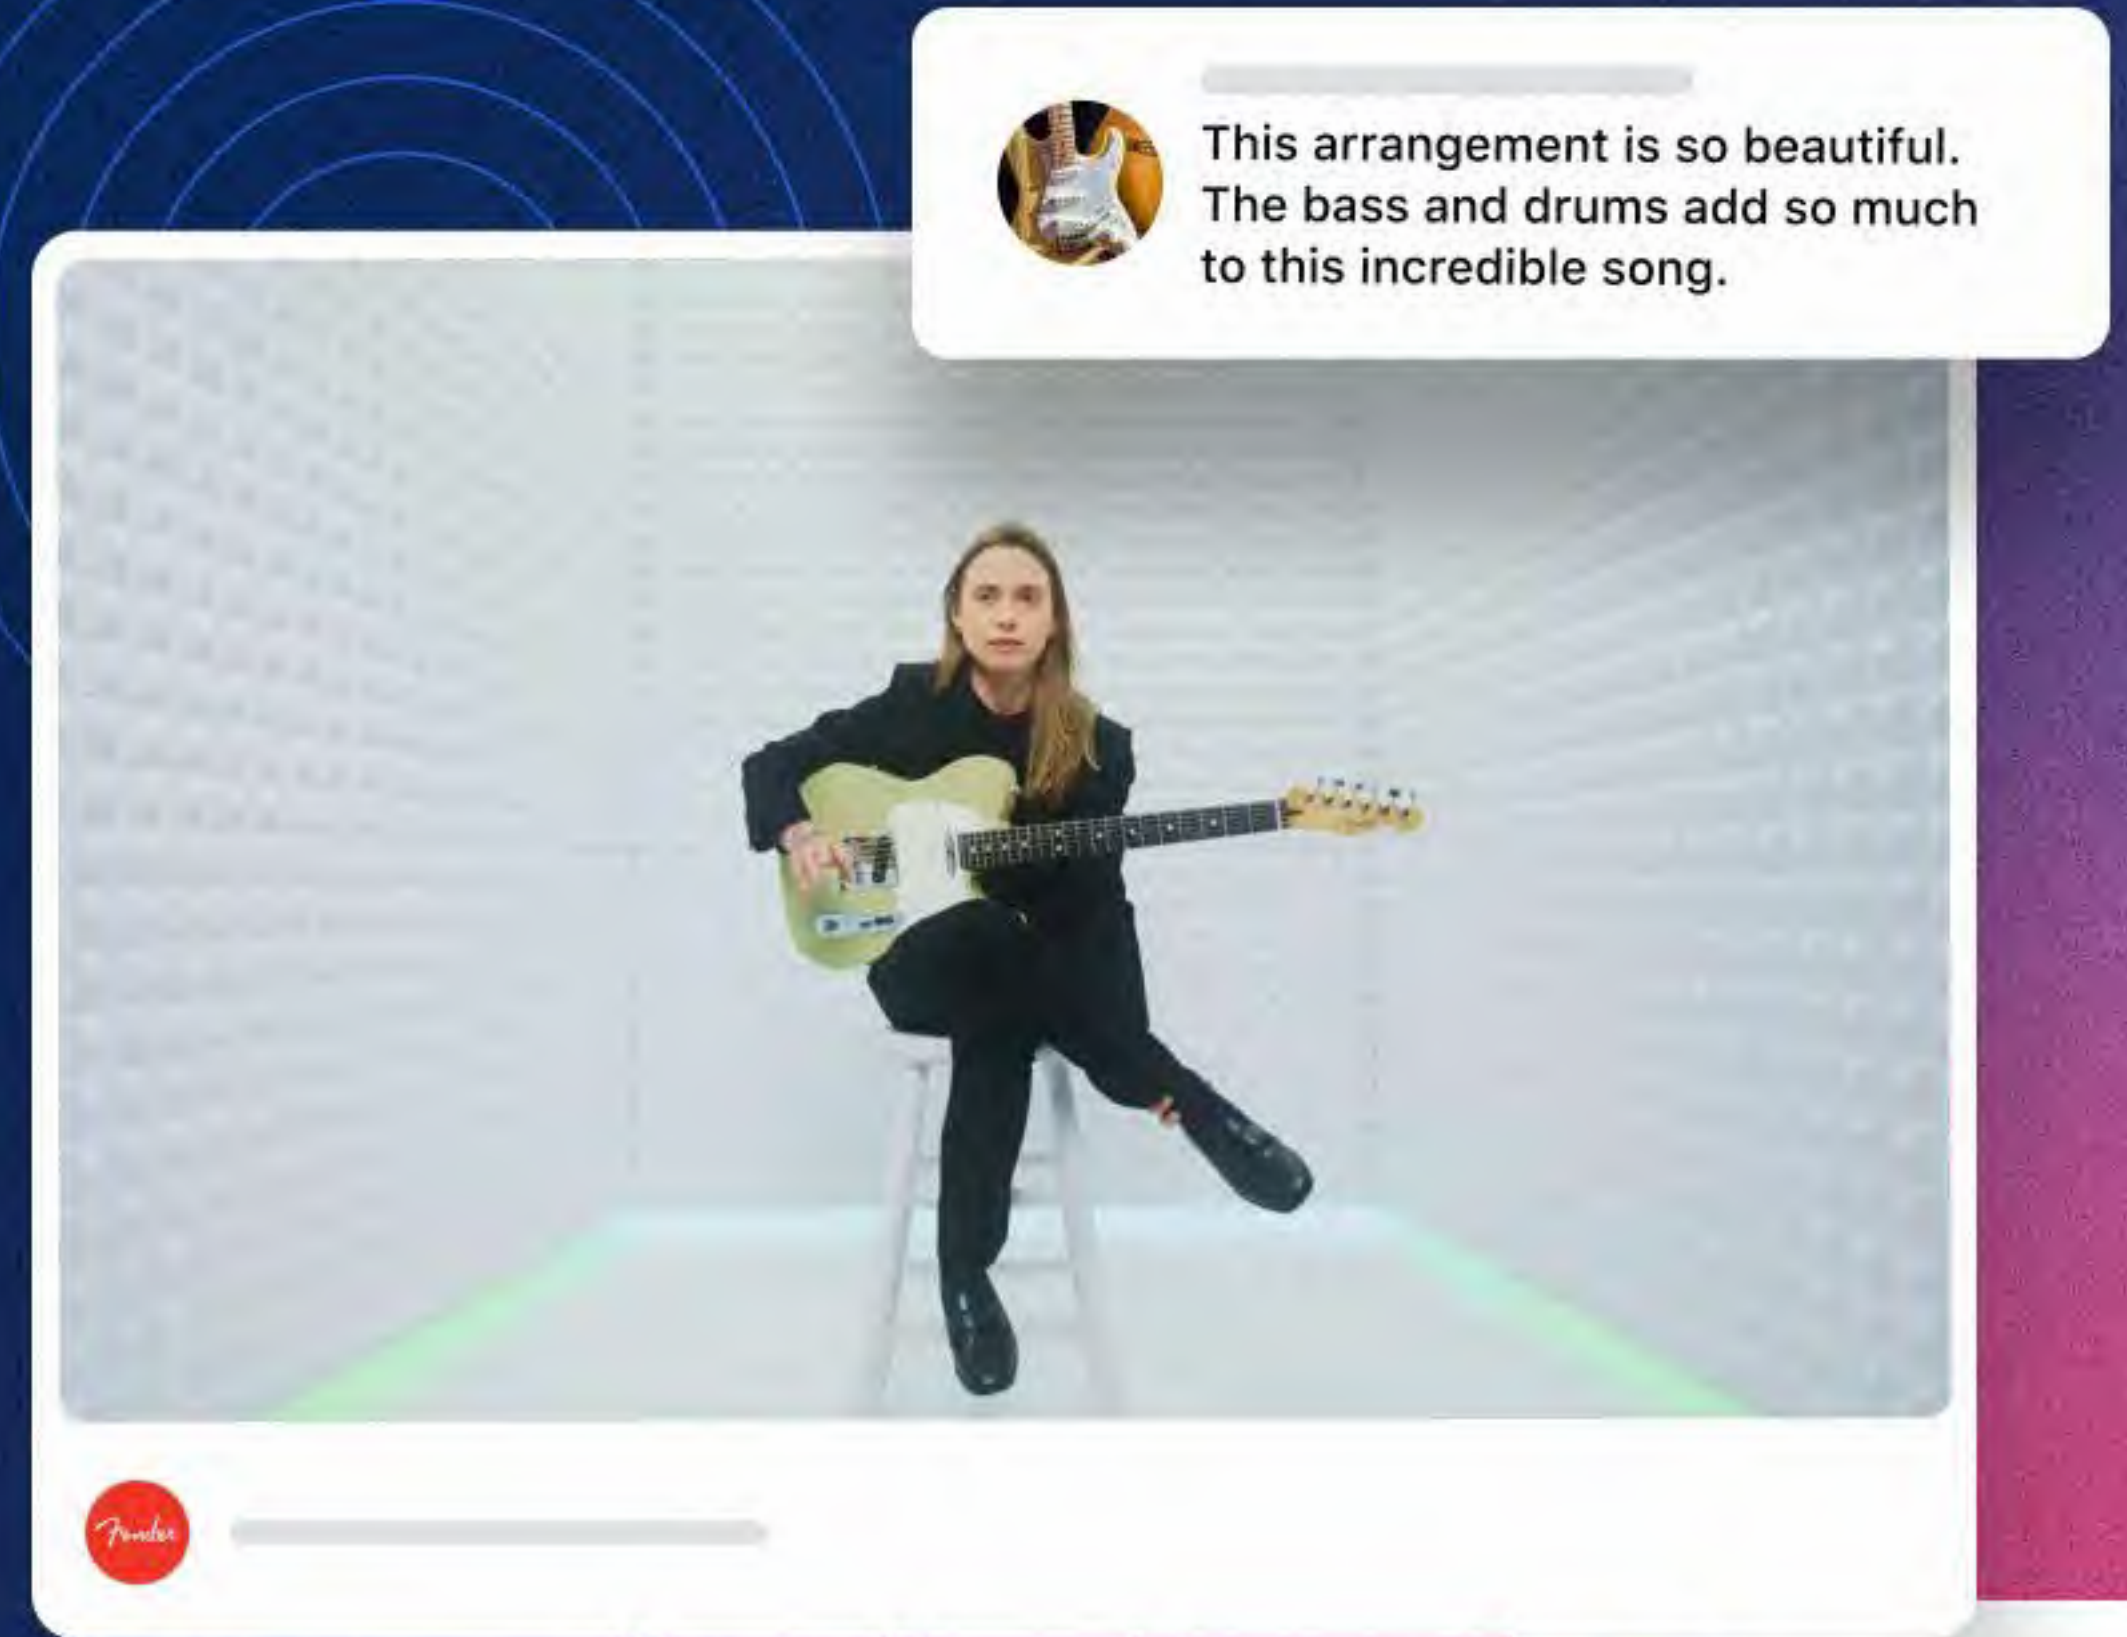 This arrangement is so beautiful.
The bass and drums add so much
to this incredible song.
Fender